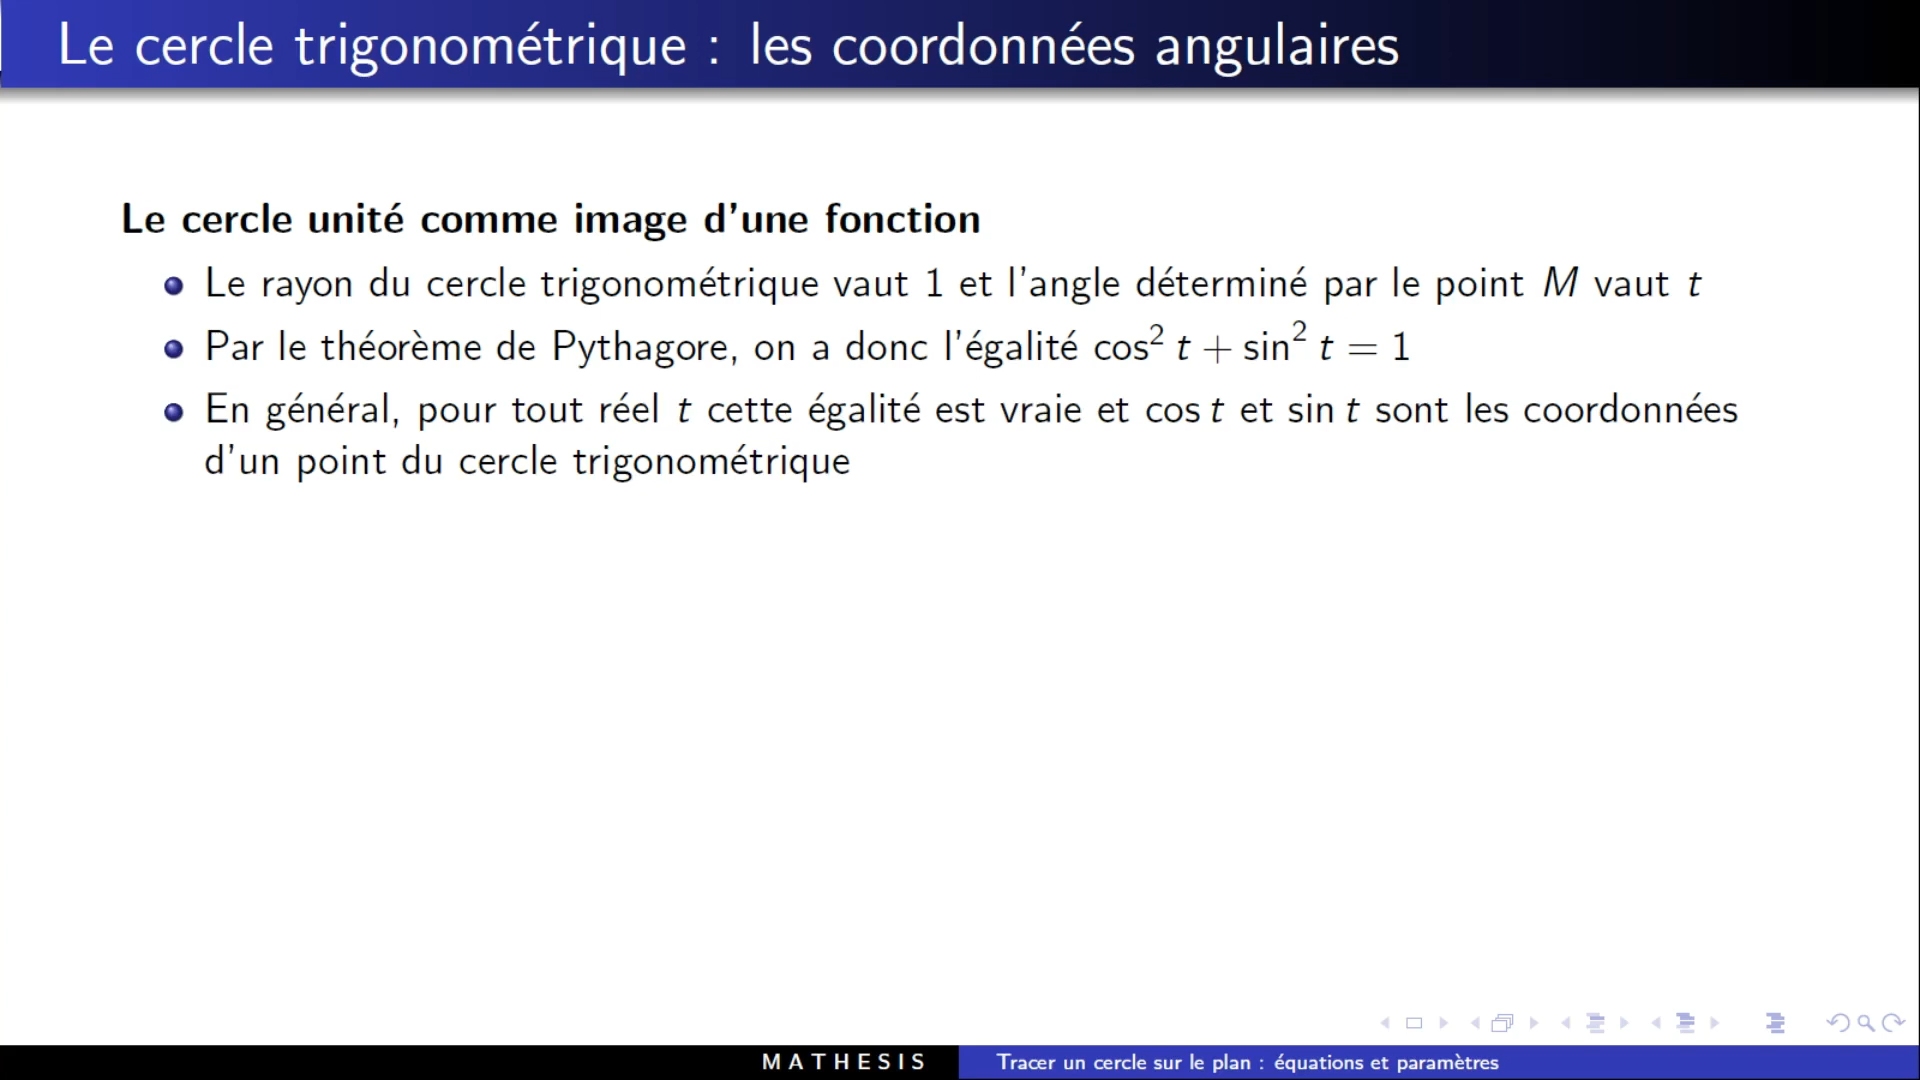 Le cercle trigonométrique : les coordonnées angulaires
Le cercle unité comme image d'une fonction
Le rayon du cercle trigonométrique vaut 1 et l'angle déterminé par le point M vaut t
Par le théorème de Pythagore, on a donc l'égalité cos² t + sin² t = 1
En général, pour tout réel t cette égalité est vraie et cos t et sin t sont les coordonnées
d'un point du cercle trigonométrique
MATHESIS
Tracer un cercle sur le plan : équations et paramètres